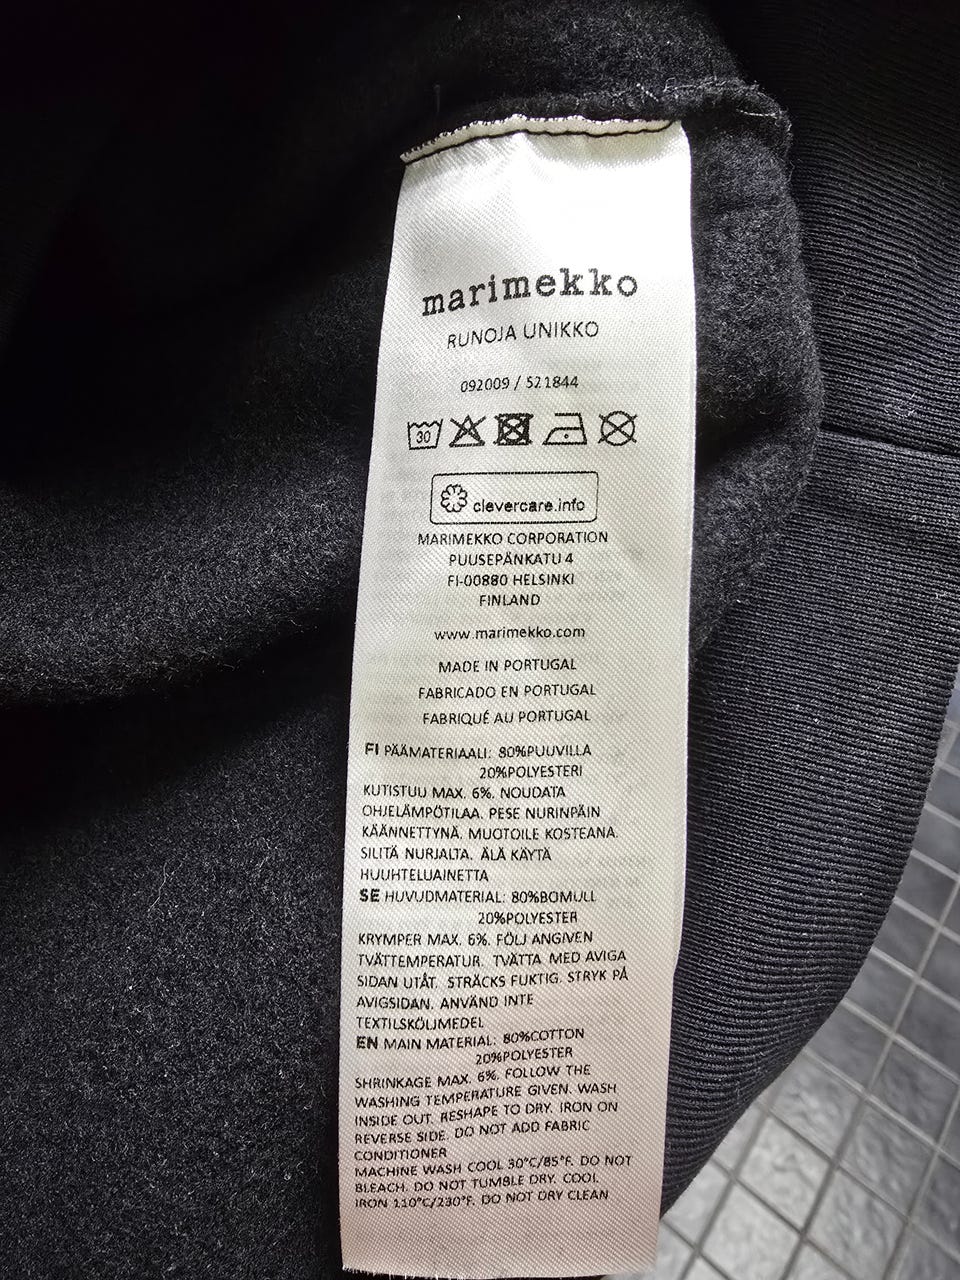 marimekko
RUNOJA UNIKKO
092009 / 521844
30
clevercare.info
MARIMEKKO CORPORATION
PUUSEPÄNKATU 4
FI-00880 HELSINKI
FINLAND
www.marimekko.com
MADE IN PORTUGAL
FABRICADO EN PORTUGAL
FABRIQUÉ AU PORTUGAL
FI PÄÄMATERIAALI: 80%PUUVILLA
20%POLYESTERI
KUTISTUU MAX. 6%. NOUDATA
OHJELÄMPÖTILAA. PESE NURINPÄIN
KÄÄNNETTYNÄ. MUOTOILE KOSTEANA.
SILITÄ NURJALTA. ÄLÄ KÄYTÄ
HUUHTELUAINETTA
SE HUVUDMATERIAL: 80%BOMULL
20%POLYESTER
KRYMPER MAX. 6%. FÖLJ ANGIVEN
TVÄTTEMPERATUR. TVÄTTA MED AVIGA
SIDAN UTÅT. STRÄCKS FUKTIG. STRYK PÅ
AVIGSIDAN. ANVÄND INTE
TEXTILSKÖLJMEDEL
EN MAIN MATERIAL: 80%COTTON
20%POLYESTER
SHRINKAGE MAX. 6%. FOLLOW THE
WASHING TEMPERATURE GIVEN. WASH
INSIDE OUT. RESHAPE TO DRY. IRON ON
REVERSE SIDE. DO NOT ADD FABRIC
CONDITIONER
MACHINE WASH COOL 30°C/85°F. DO NOT
BLEACH. DO NOT TUMBLE DRY. COOL
IRON 110°C/230°F. DO NOT DRY CLEAN